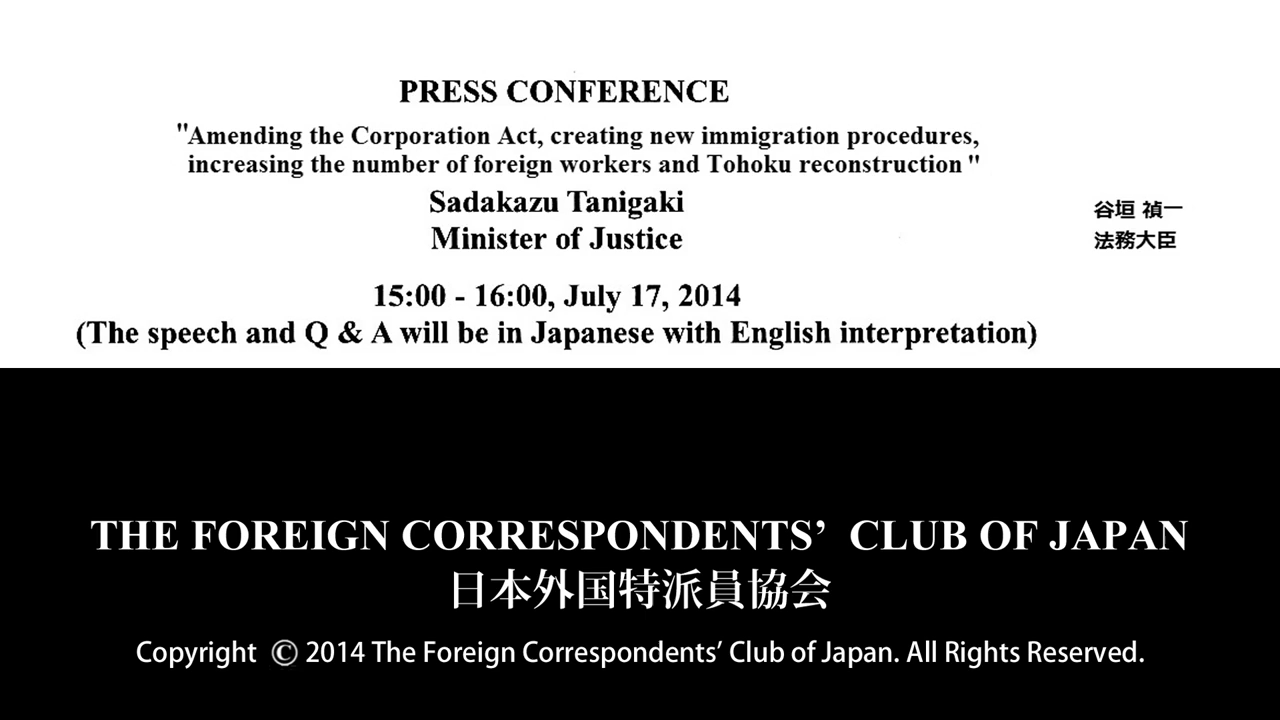 PRESS CONFERENCE
"Amending the Corporation Act, creating new immigration procedures,
increasing the number of foreign workers and Tohoku reconstruction"
Sadakazu Tanigaki
Minister of Justice
谷垣 禎一
法務大臣
15:00 - 16:00, July 17, 2014
(The speech and Q & A will be in Japanese with English interpretation)
THE FOREIGN CORRESPONDENTS’ CLUB OF JAPAN
日本外国特派員協会
Copyright © 2014 The Foreign Correspondents’ Club of Japan. All Rights Reserved.